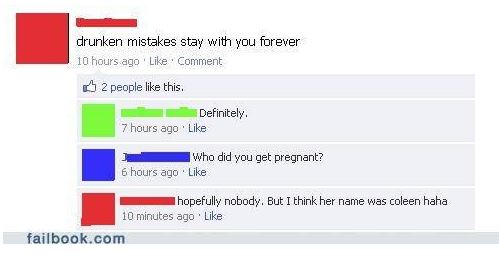 drunken mistakes stay with you forever
10 hours ago · Like · Comment
2 people like this.
Definitely.
7 hours ago · Like
Who did you get pregnant?
6 hours ago · Like
hopefully nobody. But I think her name was coleen haha
10 minutes ago · Like
failbook.com